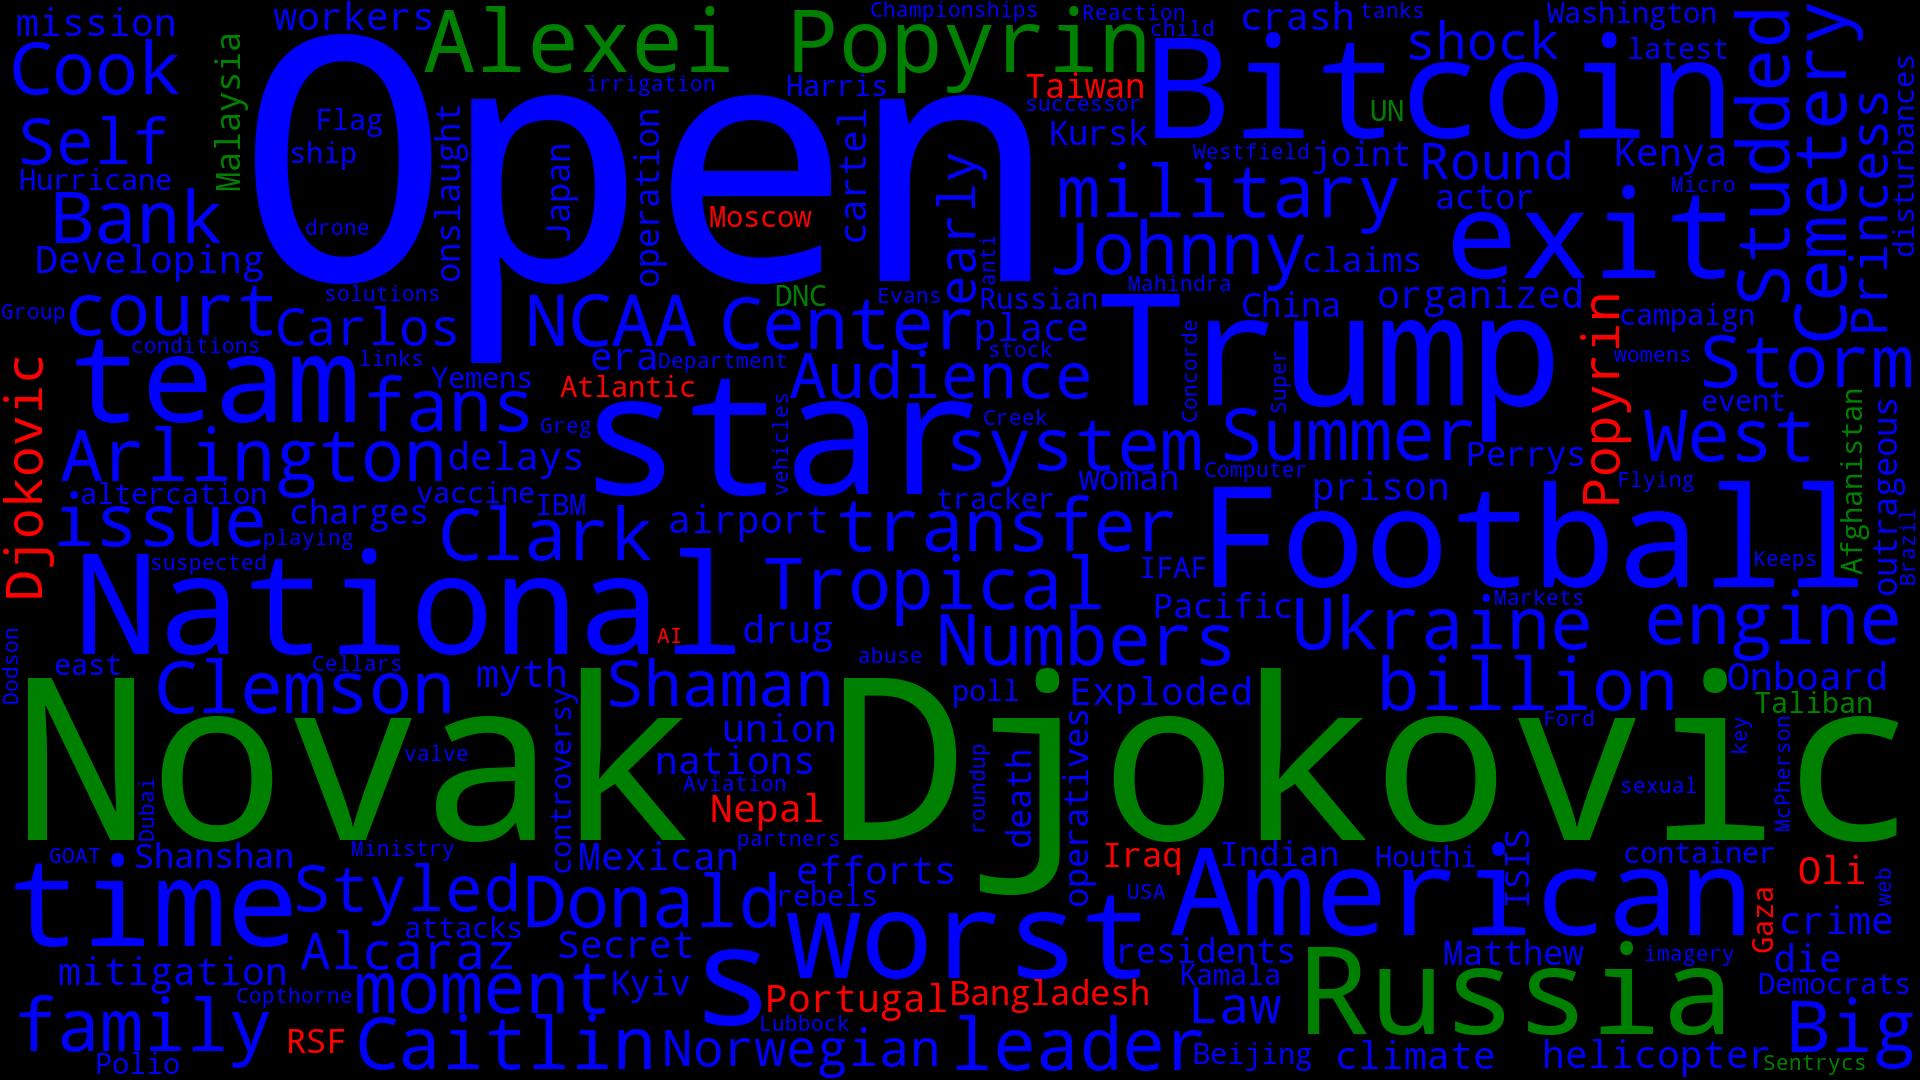 mission
workers
Alexei Popyrin
Championships
Reaction
child
crash
tanks
Washington
Cook
Malaysia
Open
irrigation
Harris
Taiwan
successor
Bitcoin
UN
shock
latest
Studded
Cemetery
Princess
disturbances
Self
Flag
ship
onslaught
Japan
operation
cartel
early
Kursk
Westfield
joint
Round
Kenya
Hurricane
Bank
drone
Moscow
anti
military
actor
Micro
exit
Developing
Johnny
claims
Group
court
solutions
Carlos
NCAA
DNC
Center
Evans
Russian
Mahindra
China
organized
place
Trump
Popyrin
campaign
conditions
links
era
Department
stock
Concorde
Super
womens
Storm
Djokovic
team
fans
Yemens
Atlantic
Audience
star
vehicles
Greg
Creek
system
Summer
Perrys
event
West
Afghanistan
outrageous
Brazil
Arlington
delays
woman
Computer
prison
Flying
altercation
vaccine
IBM
tracker
issue
charges
playing
Clark
airport
transfer
Football
Keeps
suspected
National
AI
Tropical
IFAF
drug
Pacific
Markets
Numbers
Ukraine
engine
Dodson
east
Cellars
Clemson
myth
Shaman
abuse
poll
Exploded
billion
Onboard
Taliban
Novak Djokovic
controversy
union
nations
valve
Aviation
Nepal
partners
roundup
death
operatives
Ford
key
McPherson
sexual
Dubai
GOAT
Shanshan
Ministry
Mexican
efforts
Iraq
Indian
Houthi
ISIS
container
Oli
web
time
Styled
Donald
rebels
USA
American
Gaza
crime
attacks
Alcaraz
Secret
s
worst
residents
Matthew
imagery
die
mitigation
Copthorne
moment
Kyiv
Portugal
Bangladesh
Kamala
Law
Russia
Democrats
family
Polio
RSF
Caitlin
Lubbock
Norwegian
leader
Beijing
climate
helicopter
Big
Sentrycs